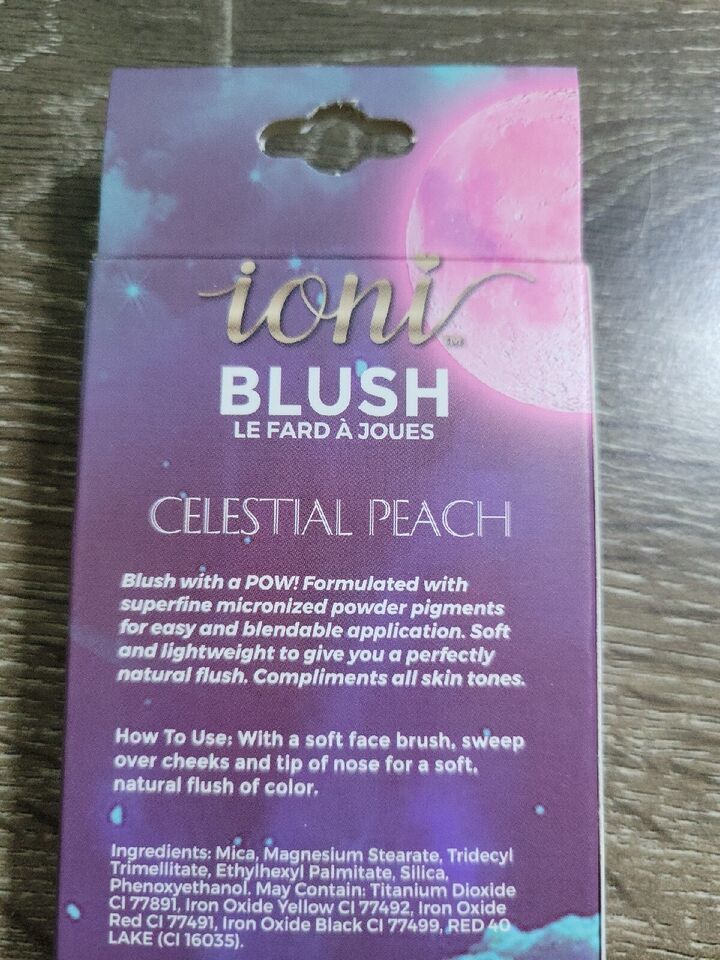 ioni™
BLUSH
LE FARD À JOUES
CELESTIAL PEACH
Blush with a POW! Formulated with
superfine micronized powder pigments
for easy and blendable application. Soft
and lightweight to give you a perfectly
natural flush. Compliments all skin tones.
How To Use: With a soft face brush, sweep
over cheeks and tip of nose for a soft,
natural flush of color.
Ingredients: Mica, Magnesium Stearate, Tridecyl
Trimellitate, Ethylhexyl Palmitate, Silica,
Phenoxyethanol. May Contain: Titanium Dioxide
CI 77891, Iron Oxide Yellow CI 77492, Iron Oxide
Red CI 77491, Iron Oxide Black CI 77499, RED 40
LAKE (CI 16035).